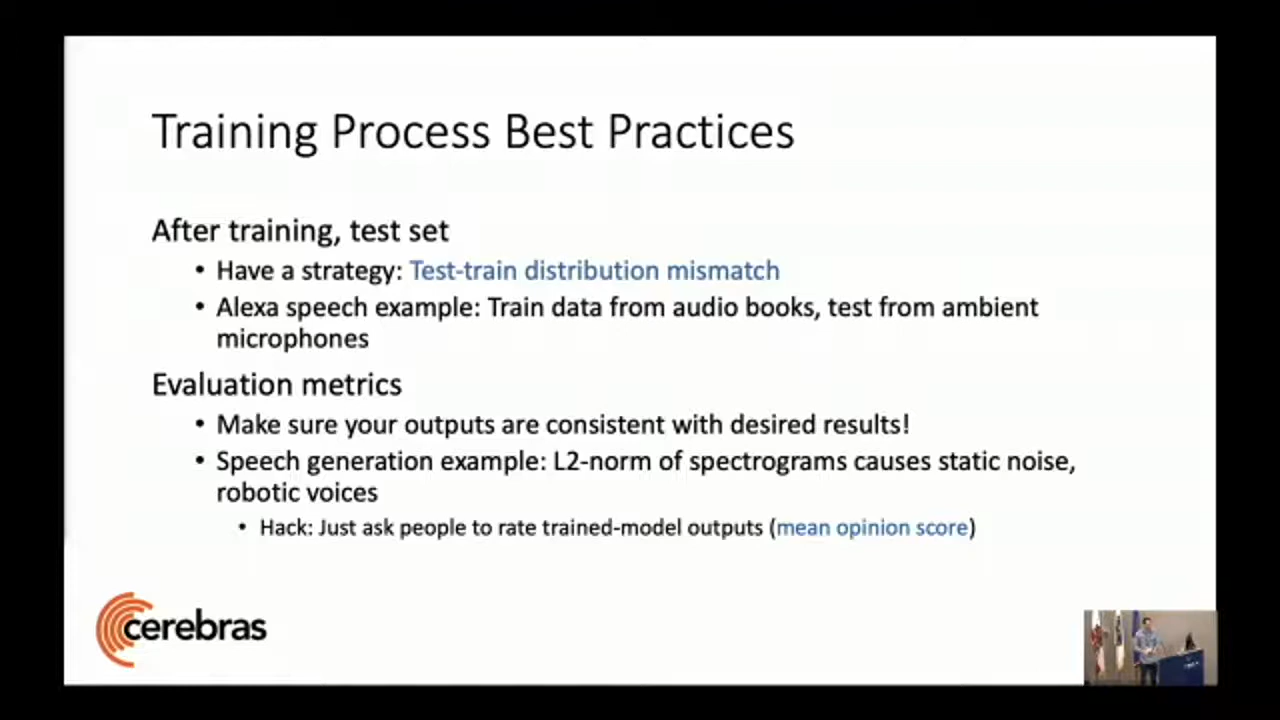 Training Process Best Practices
After training, test set
• Have a strategy: Test-train distribution mismatch
• Alexa speech example: Train data from audio books, test from ambient
microphones
Evaluation metrics
• Make sure your outputs are consistent with desired results!
• Speech generation example: L2-norm of spectrograms causes static noise,
robotic voices
• Hack: Just ask people to rate trained-model outputs (mean opinion score)
cerebras